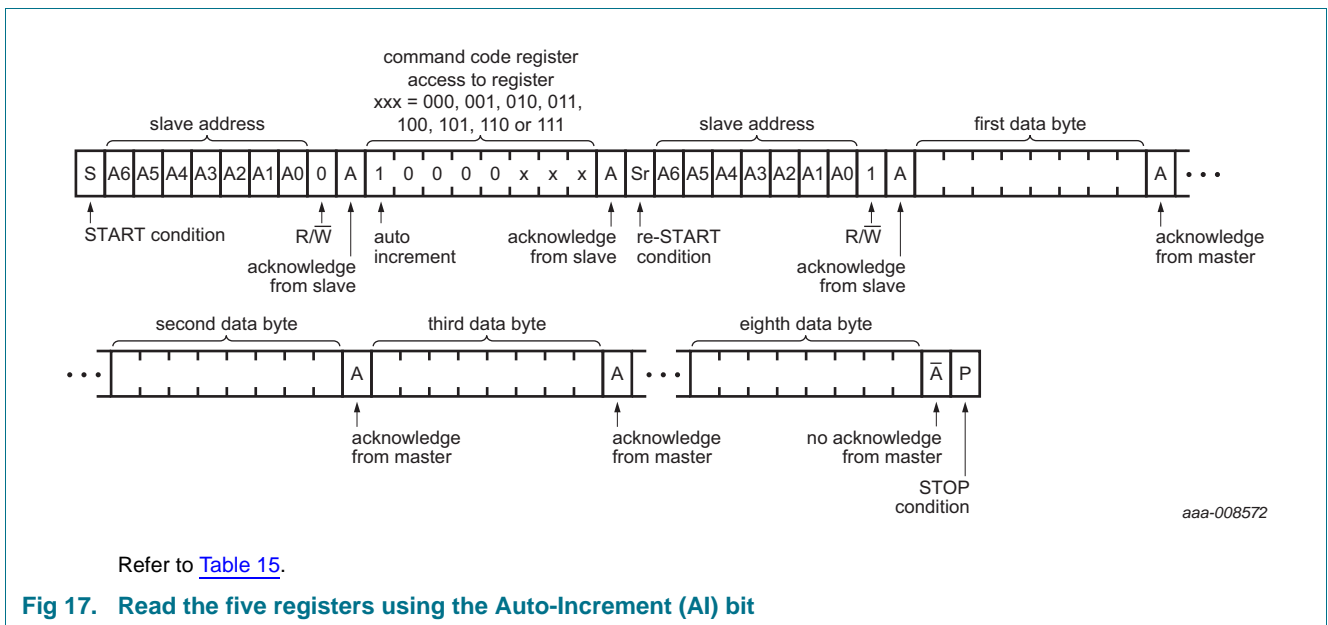 command code register
access to register
xxx = 000, 001, 010, 011,
100, 101, 110 or 111
slave address
slave address
first data byte
S A6 A5 A4 A3 A2 A1 A0 0 A 1 0 0 0 0 x x x A Sr A6 A5 A4 A3 A2 A1 A0 1 A A • • •
START condition
R/W̅
acknowledge
from slave
auto
increment
acknowledge
from slave
re-START
condition
R/W̅
acknowledge
from slave
acknowledge
from master
second data byte
third data byte
eighth data byte
• • • A A • • • A̅ P
acknowledge
from master
acknowledge
from master
no acknowledge
from master
STOP
condition
aaa-008572
Refer to Table 15.
Fig 17. Read the five registers using the Auto-Increment (AI) bit